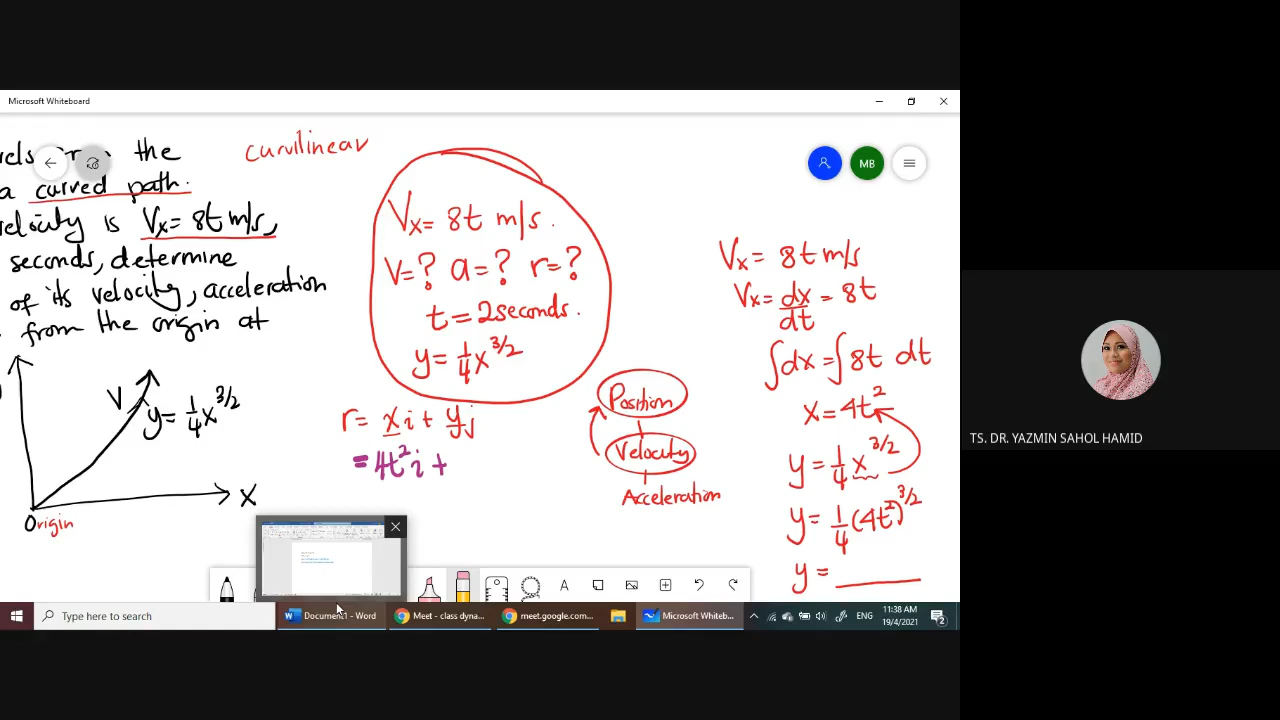 Microsoft Whiteboard
the
a curved path.
velocity is Vx= 8t m/s,
seconds, determine
of its velocity, acceleration
from the origin at
V
y= 1/4 x^3/2
X
Origin
curvilinear
Vx= 8t m/s.
V=? a=? r=?
t= 2 seconds.
y= 1/4 x^3/2
r= xi + yj
= 4t²i +
Position
Velocity
Acceleration
Vx= 8t m/s
Vx= dx/dt = 8t
∫dx = ∫8t dt
x= 4t²
y= 1/4 x^3/2
y= 1/4 (4t²)^3/2
y=
MB
TS. DR. YAZMIN SAHOL HAMID
Type here to search
Document1 - Word
Meet - class dyna...
meet.google.com...
Microsoft Whiteb...
ENG
11:38 AM
19/4/2021
2